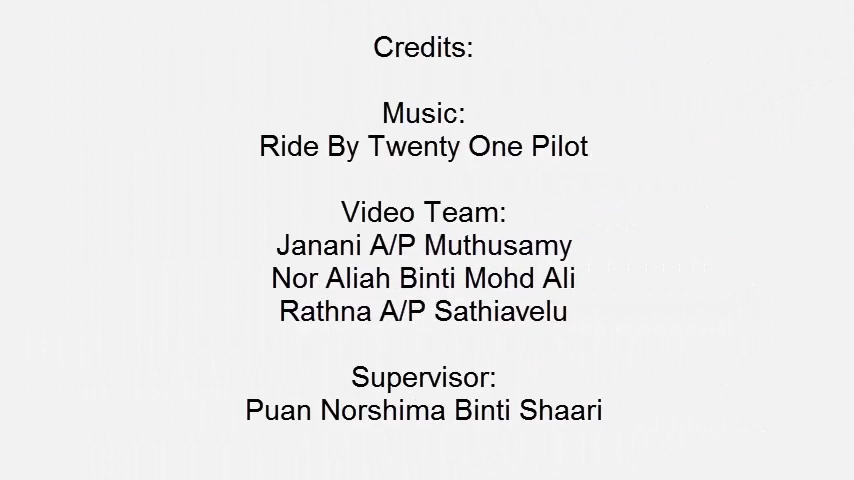 Credits:
Music:
Ride By Twenty One Pilot
Video Team:
Janani A/P Muthusamy
Nor Aliah Binti Mohd Ali
Rathna A/P Sathiavelu
Supervisor:
Puan Norshima Binti Shaari